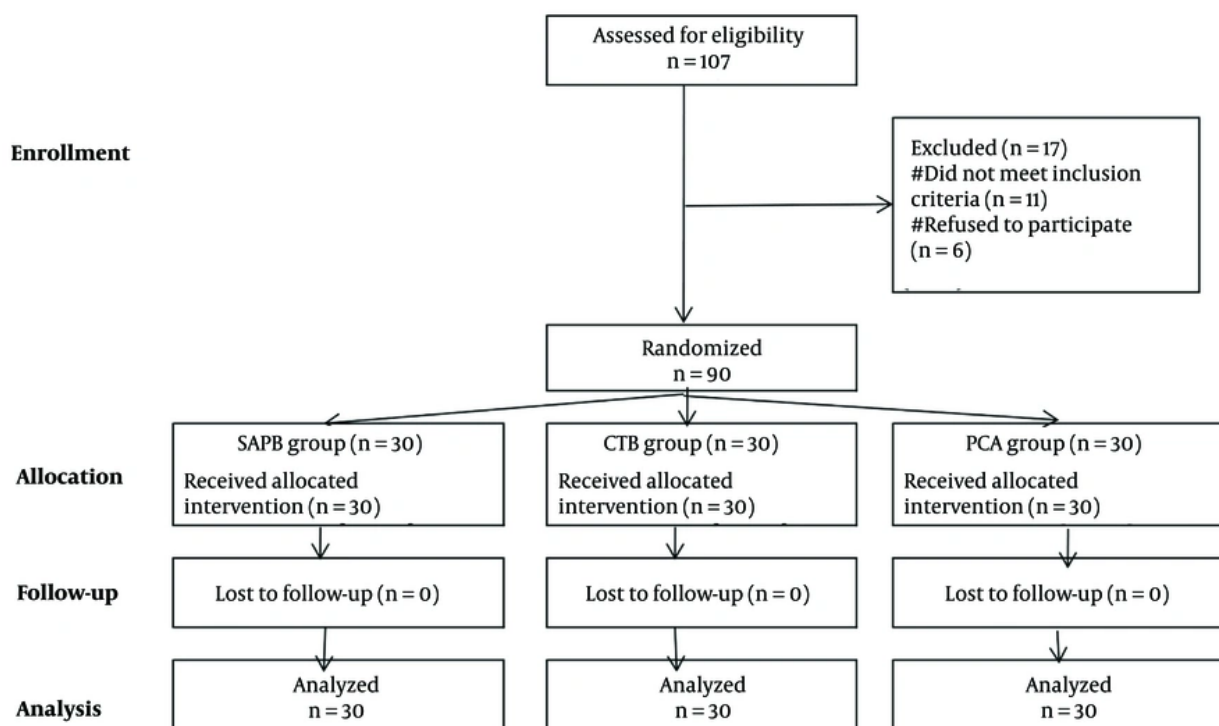 Assessed for eligibility
n = 107
Enrollment
Excluded (n = 17)
#Did not meet inclusion
criteria (n = 11)
#Refused to participate
(n = 6)
Randomized
n = 90
Allocation
SAPB group (n = 30)
Received allocated
intervention (n = 30)
CTB group (n = 30)
Received allocated
intervention (n = 30)
PCA group (n = 30)
Received allocated
intervention (n = 30)
Follow-up
Lost to follow-up (n = 0)
Lost to follow-up (n = 0)
Lost to follow-up (n = 0)
Analysis
Analyzed
n = 30
Analyzed
n = 30
Analyzed
n = 30